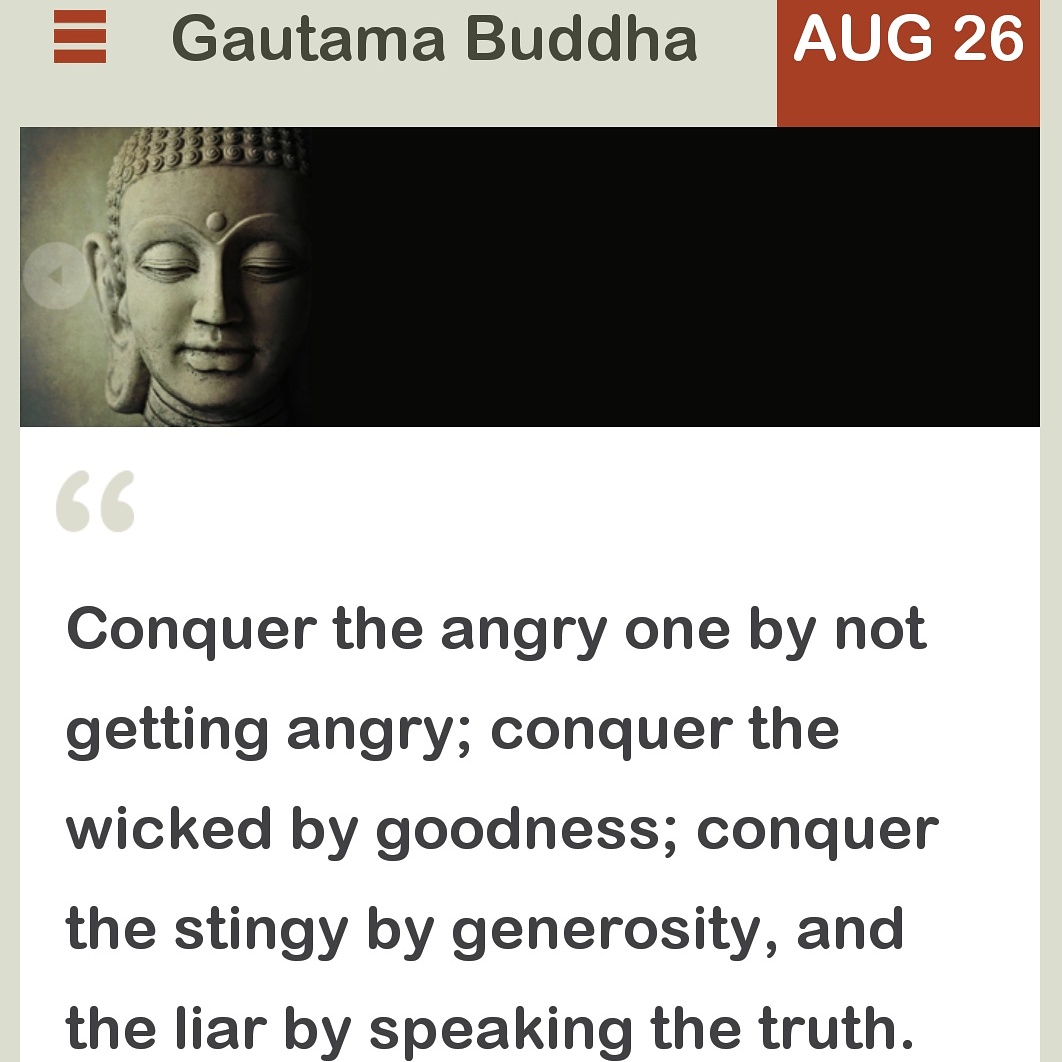 Gautama Buddha
AUG 26
“
Conquer the angry one by not
getting angry; conquer the
wicked by goodness; conquer
the stingy by generosity, and
the liar by speaking the truth.